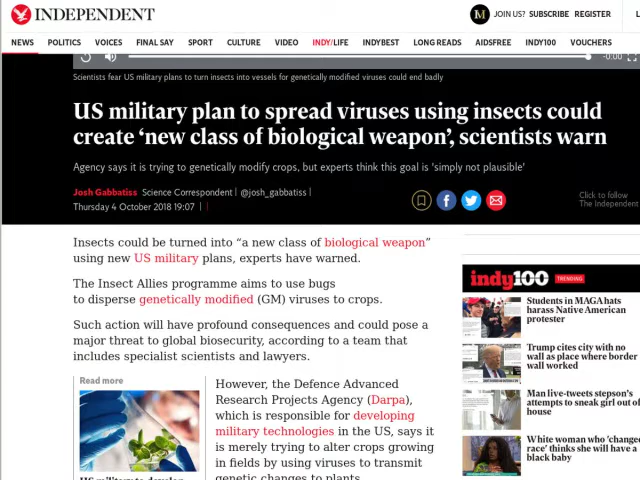 INDEPENDENT
M JOIN US? SUBSCRIBE REGISTER L
NEWS POLITICS VOICES FINAL SAY SPORT CULTURE VIDEO INDY/LIFE INDYBEST LONG READS AIDSFREE INDY100 VOUCHERS
-0:00
Scientists fear US military plans to turn insects into vessels for genetically modified viruses could end badly
US military plan to spread viruses using insects could
create ‘new class of biological weapon’, scientists warn
Agency says it is trying to genetically modify crops, but experts think this goal is ‘simply not plausible’
Josh Gabbatiss Science Correspondent | @josh_gabbatiss |
Thursday 4 October 2018 19:07 | |
Click to follow
The Independent
Insects could be turned into “a new class of biological weapon”
using new US military plans, experts have warned.
The Insect Allies programme aims to use bugs
to disperse genetically modified (GM) viruses to crops.
Such action will have profound consequences and could pose a
major threat to global biosecurity, according to a team that
includes specialist scientists and lawyers.
Read more
However, the Defence Advanced
Research Projects Agency (Darpa),
which is responsible for developing
military technologies in the US, says it
is merely trying to alter crops growing
in fields by using viruses to transmit
genetic changes to plants.
US military to develop
indy100 TRENDING
Students in MAGA hats
harass Native American
protester
Trump cites city with no
wall as place where border
wall worked
Man live-tweets stepson's
attempts to sneak girl out of
house
White woman who 'changed
race' thinks she will have a
black baby